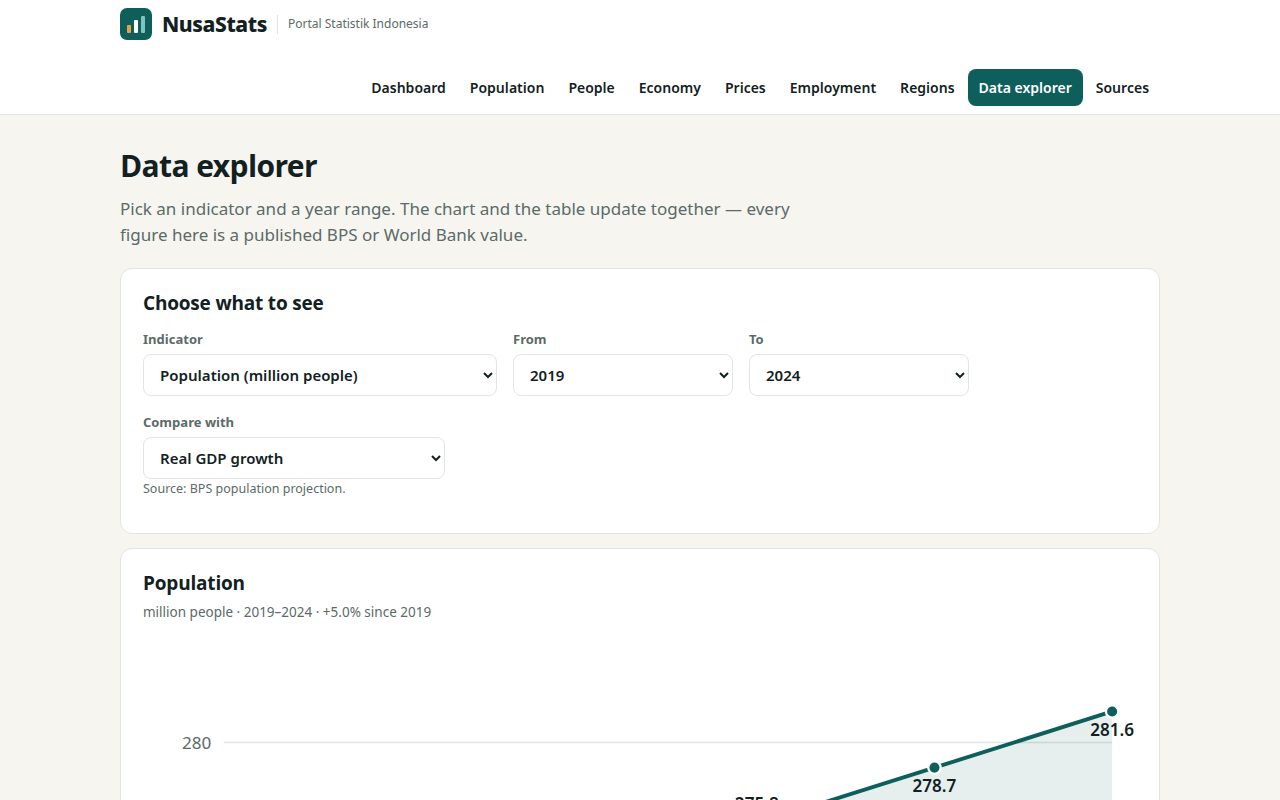 NusaStats
Portal Statistik Indonesia
Dashboard Population People Economy Prices Employment Regions Data explorer Sources
Data explorer
Pick an indicator and a year range. The chart and the table update together — every
figure here is a published BPS or World Bank value.
Choose what to see
Indicator From To
Population (million people) 2019 2024
Compare with
Real GDP growth
Source: BPS population projection.
Population
million people · 2019–2024 · +5.0% since 2019
281.6
280
278.7